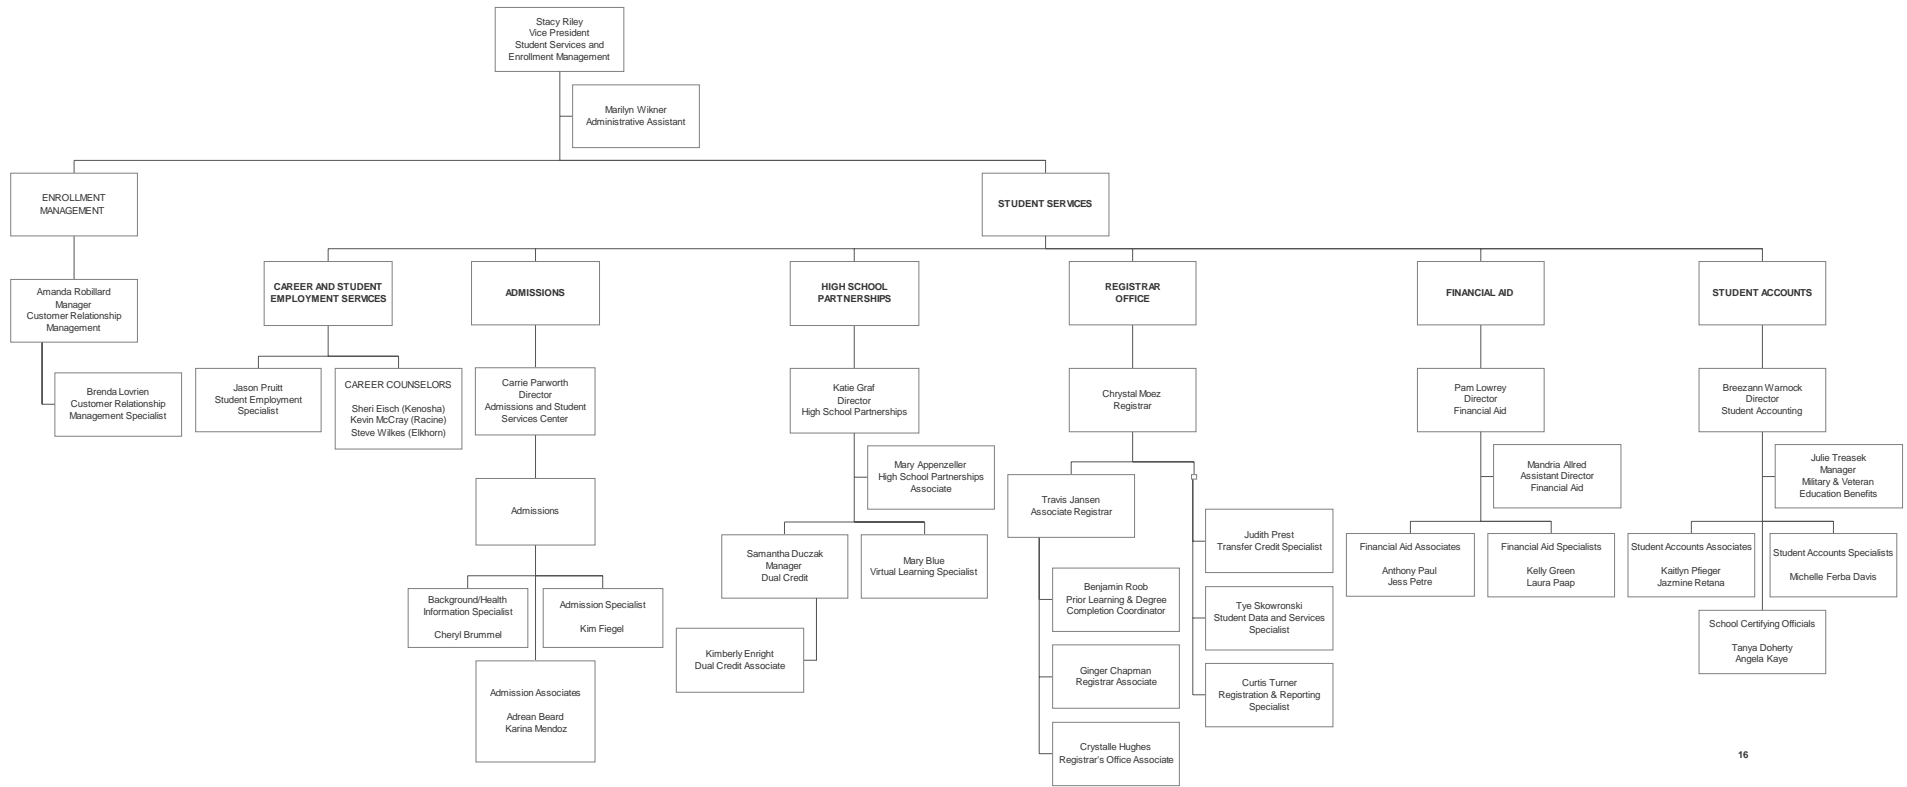 Stacy Riley
Vice President
Student Services and
Enrollment Management
Marilyn Wikner
Administrative Assistant
ENROLLMENT
MANAGEMENT
STUDENT SERVICES
Amanda Robillard
Manager
Customer Relationship
Management
Brenda Lovrien
Customer Relationship
Management Specialist
CAREER AND STUDENT
EMPLOYMENT SERVICES
Jason Pruitt
Student Employment
Specialist
CAREER COUNSELORS
Sheri Eisch (Kenosha)
Kevin McCray (Racine)
Steve Wilkes (Elkhorn)
ADMISSIONS
Carrie Parworth
Director
Admissions and Student
Services Center
Admissions
Background/Health
Information Specialist
Cheryl Brummel
Admission Specialist
Kim Fiegel
Admission Associates
Adrean Beard
Karina Mendoz
HIGH SCHOOL
PARTNERSHIPS
Katie Graf
Director
High School Partnerships
Mary Appenzeller
High School Partnerships
Associate
Samantha Duczak
Manager
Dual Credit
Mary Blue
Virtual Learning Specialist
Kimberly Enright
Dual Credit Associate
REGISTRAR
OFFICE
Chrystal Moez
Registrar
Travis Jansen
Associate Registrar
Benjamin Roob
Prior Learning & Degree
Completion Coordinator
Ginger Chapman
Registrar Associate
Crystalle Hughes
Registrar's Office Associate
Judith Prest
Transfer Credit Specialist
Tye Skowronski
Student Data and Services
Specialist
Curtis Turner
Registration & Reporting
Specialist
FINANCIAL AID
Pam Lowrey
Director
Financial Aid
Mandria Allred
Assistant Director
Financial Aid
Financial Aid Associates
Anthony Paul
Jess Petre
Financial Aid Specialists
Kelly Green
Laura Paap
STUDENT ACCOUNTS
Breezann Warnock
Director
Student Accounting
Julie Treasek
Manager
Military & Veteran
Education Benefits
Student Accounts Associates
Kaitlyn Pfieger
Jazmine Retana
Student Accounts Specialists
Michelle Ferba Davis
School Certifying Officials
Tanya Doherty
Angela Kaye
16